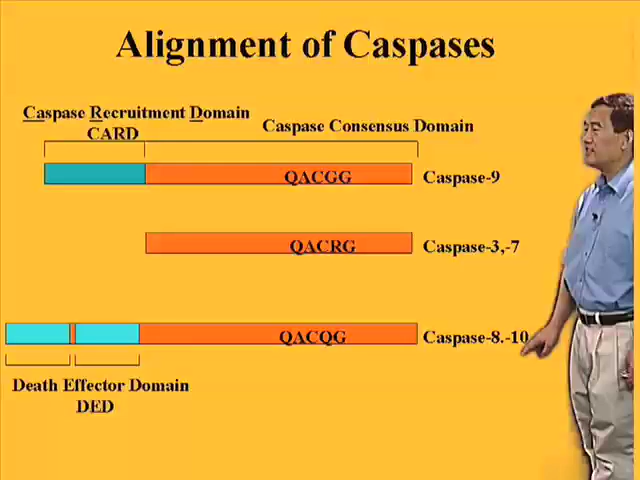 Alignment of Caspases
Caspase Recruitment Domain
CARD
Caspase Consensus Domain
QACGG
Caspase-9
QACRG
Caspase-3,-7
QACQG
Caspase-8.-10
Death Effector Domain
DED